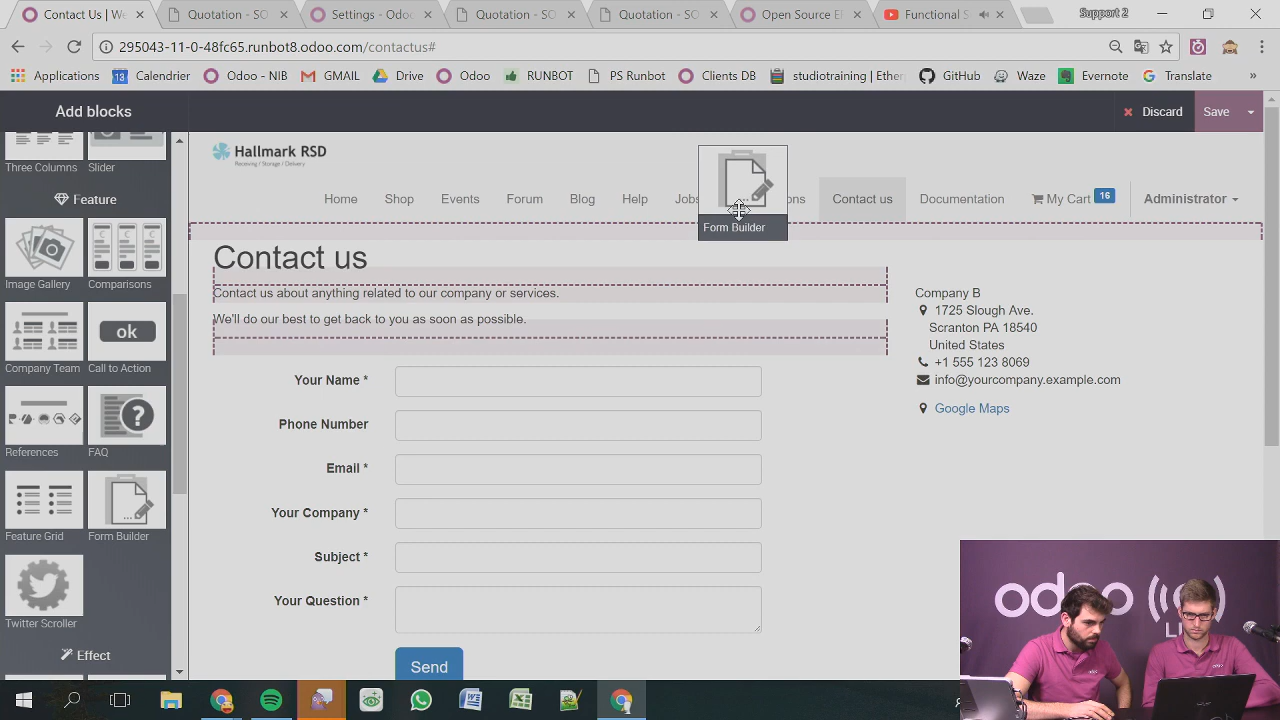 Contact Us | We
Quotation - SO
Settings - Odoo
Quotation - SO
Quotation - SO
Open Source E
Functional S
Support 2
295043-11-0-48fc65.runbot8.odoo.com/contactus#
Applications
13
Calendrier
Odoo - NIB
GMAIL
Drive
Odoo
RUNBOT
PS Runbot
Clients DB
studiotraining | Ether
GitHub
Waze
Evernote
Translate
»
Add blocks
Discard
Save
Three Columns
Slider
Feature
Image Gallery
Comparisons
ok
Company Team
Call to Action
References
FAQ
Feature Grid
Form Builder
Twitter Scroller
Effect
Hallmark RSD
Receiving / Storage / Delivery
Home
Shop
Events
Forum
Blog
Help
Jobs
ons
Contact us
Documentation
My Cart
16
Administrator
Form Builder
Contact us
Contact us about anything related to our company or services.
We'll do our best to get back to you as soon as possible.
Your Name *
Phone Number
Email *
Your Company *
Subject *
Your Question *
Send
Company B
1725 Slough Ave.
Scranton PA 18540
United States
+1 555 123 8069
info@yourcompany.example.com
Google Maps
odoo